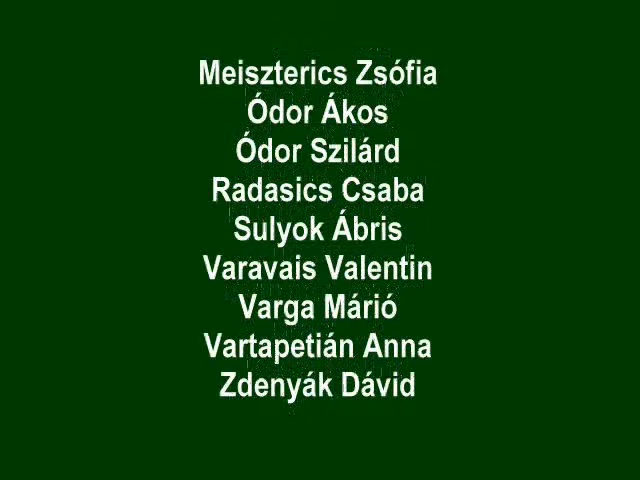 Meiszterics Zsófia
Ódor Ákos
Ódor Szilárd
Radasics Csaba
Sulyok Ábris
Varavais Valentin
Varga Márió
Vartapetián Anna
Zdenyák Dávid